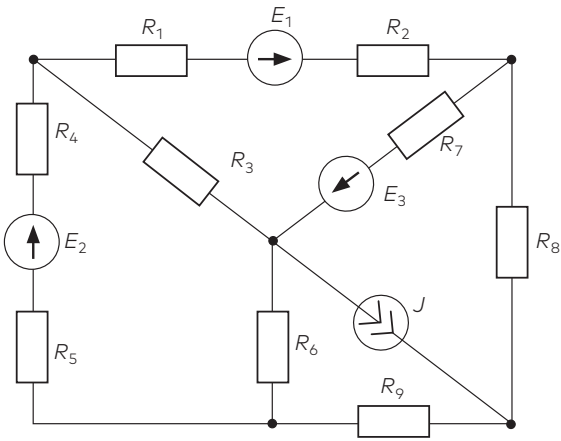 E₁
R₁
R₂
R₄
R₃
R₇
E₃
E₂
R₈
J
R₅
R₆
R₉